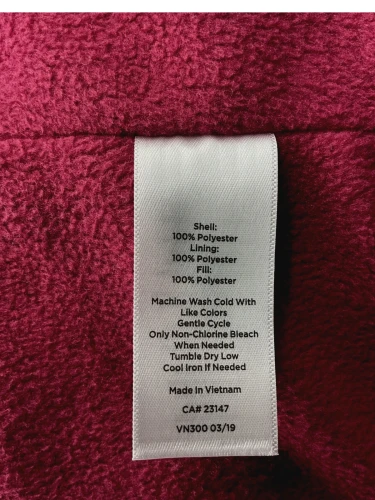 Shell:
100% Polyester
Lining:
100% Polyester
Fill:
100% Polyester
Machine Wash Cold With
Like Colors
Gentle Cycle
Only Non-Chlorine Bleach
When Needed
Tumble Dry Low
Cool Iron If Needed
Made In Vietnam
CA# 23147
VN300 03/19